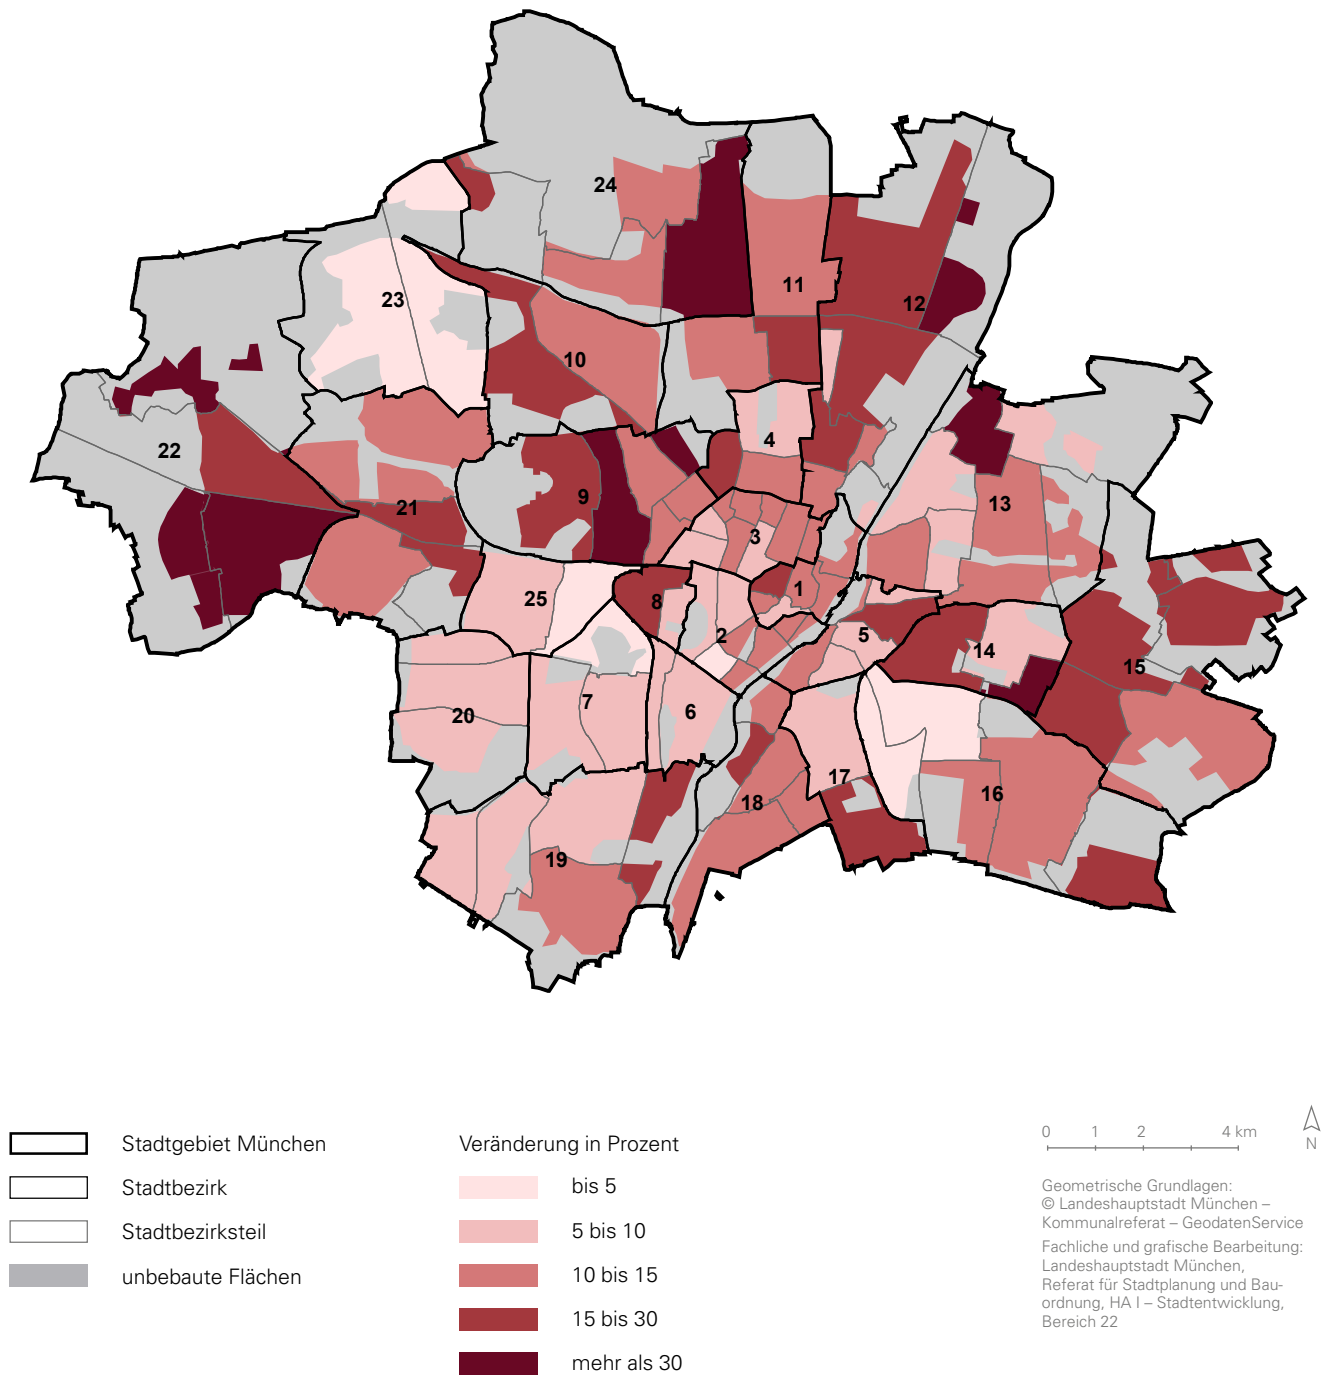 24
11
12
23
10
4
22
9
21
13
3
1
25
8
2
5
14
15
7
6
20
17
16
18
19
Stadtgebiet München
Stadtbezirk
Stadtbezirksteil
unbebaute Flächen
Veränderung in Prozent
bis 5
5 bis 10
10 bis 15
15 bis 30
mehr als 30
0 1 2 4 km
N
Geometrische Grundlagen:
© Landeshauptstadt München –
Kommunalreferat – GeodatenService
Fachliche und grafische Bearbeitung:
Landeshauptstadt München,
Referat für Stadtplanung und Bau-
ordnung, HA I – Stadtentwicklung,
Bereich 22